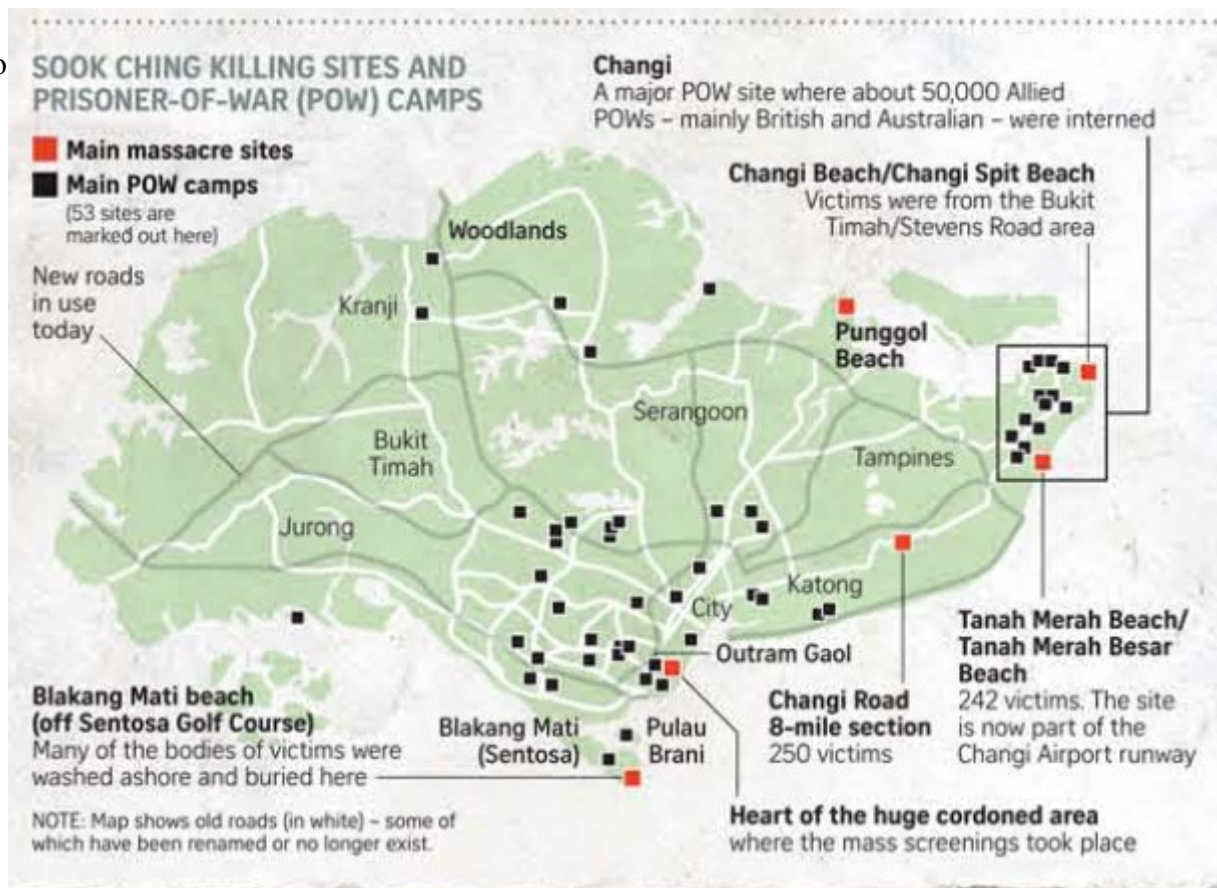 SOOK CHING KILLING SITES AND
PRISONER-OF-WAR (POW) CAMPS
Main massacre sites
Main POW camps
(53 sites are
marked out here)
New roads
in use
today
Changi
A major POW site where about 50,000 Allied
POWs – mainly British and Australian – were interned
Changi Beach/Changi Spit Beach
Victims were from the Bukit
Timah/Stevens Road area
Woodlands
Kranji
Punggol
Beach
Serangoon
Bukit
Timah
Tampines
Jurong
Katong
City
Outram Gaol
Tanah Merah Beach/
Tanah Merah Besar
Beach
242 victims. The site
is now part of the
Changi Airport runway
Changi Road
8-mile section
250 victims
Blakang Mati beach
(off Sentosa Golf Course)
Many of the bodies of victims were
washed ashore and buried here
Blakang Mati
(Sentosa)
Pulau
Brani
Heart of the huge cordoned area
where the mass screenings took place
NOTE: Map shows old roads (in white) – some of
which have been renamed or no longer exist.